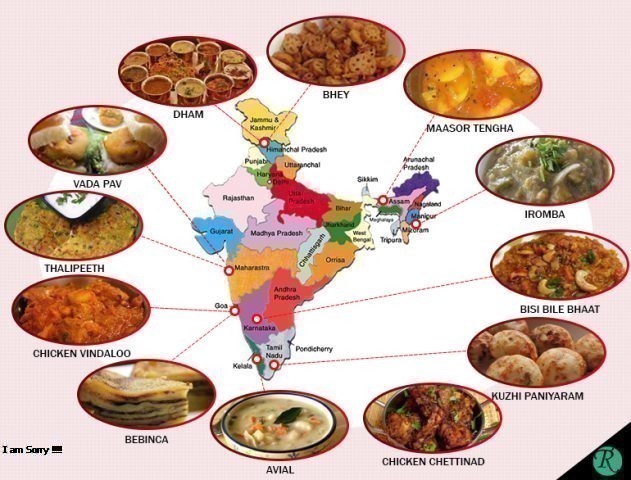 BHEY
DHAM
MAASOR TENGHA
VADA PAV
IROMBA
THALIPEETH
BISI BILE BHAAT
CHICKEN VINDALOO
KUZHI PANIYARAM
BEBINCA
AVIAL
CHICKEN CHETTINAD
I am Sorry !!!!
R
Jammu &
Kashmir
Himanchal Pradesh
Punjab
Uttaranchal
Haryana
Delhi
Uttar
Pradesh
Rajasthan
Sikkim
Arunachal
Pradesh
Assam
Nagaland
Meghalaya
Manipur
Mizoram
Tripura
Bihar
Jharkhand
West
Bengal
Gujarat
Madhya Pradesh
Chhattisgarh
Orrisa
Maharastra
Andhra
Pradesh
Goa
Karnataka
Tamil
Nadu
Pondicherry
Kelala